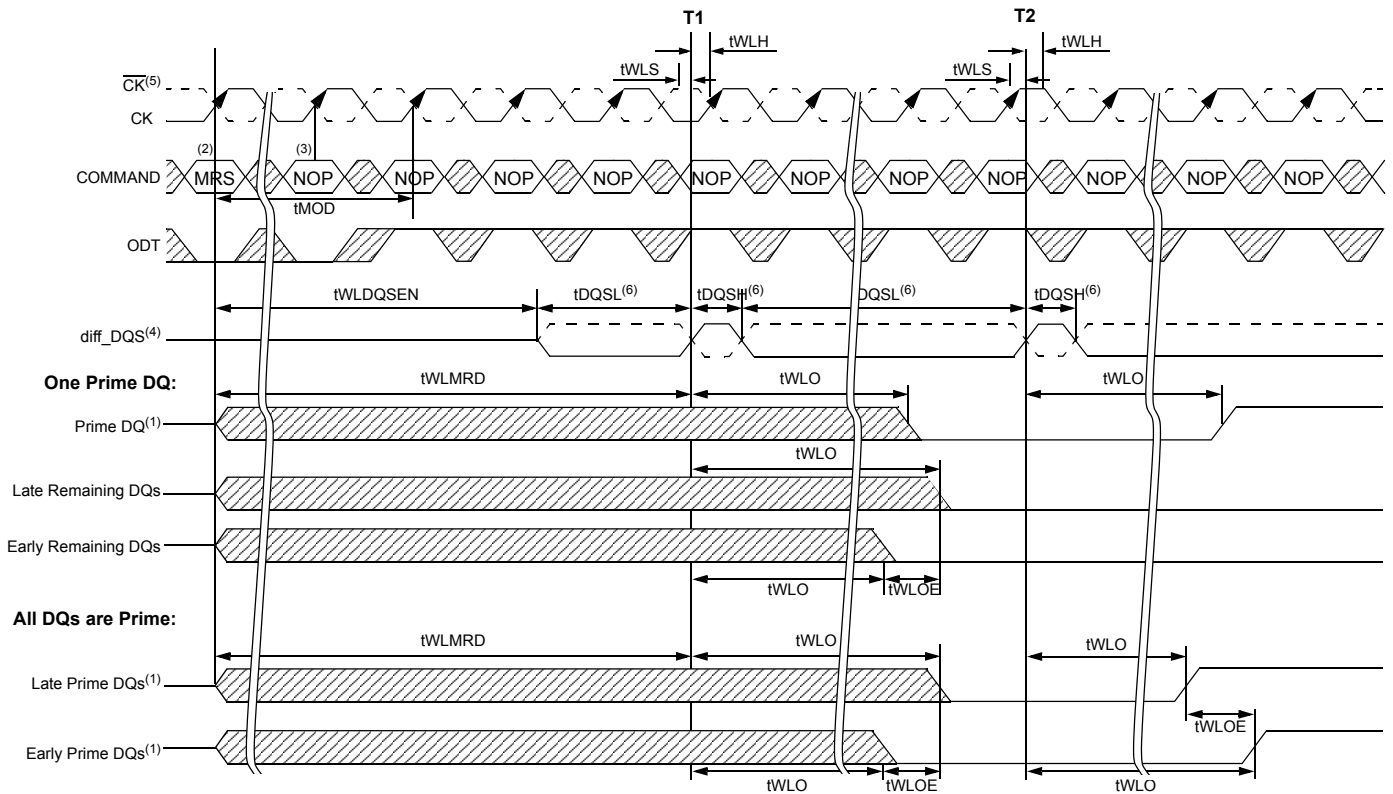 T1 T2
tWLH tWLH
tWLS tWLS
CK(5)
CK
(2) (3)
COMMAND MRS NOP NOP NOP NOP NOP NOP NOP NOP NOP NOP NOP
tMOD
ODT
tWLDQSEN tDQSL(6) tDQSH(6) DQSL(6) tDQSH(6)
diff_DQS(4)
One Prime DQ:
tWLMRD tWLO tWLO
Prime DQ(1)
tWLO
Late Remaining DQs
Early Remaining DQs
tWLO tWLOE
All DQs are Prime:
tWLMRD tWLO tWLO
Late Prime DQs(1)
tWLOE
Early Prime DQs(1)
tWLO tWLOE tWLO